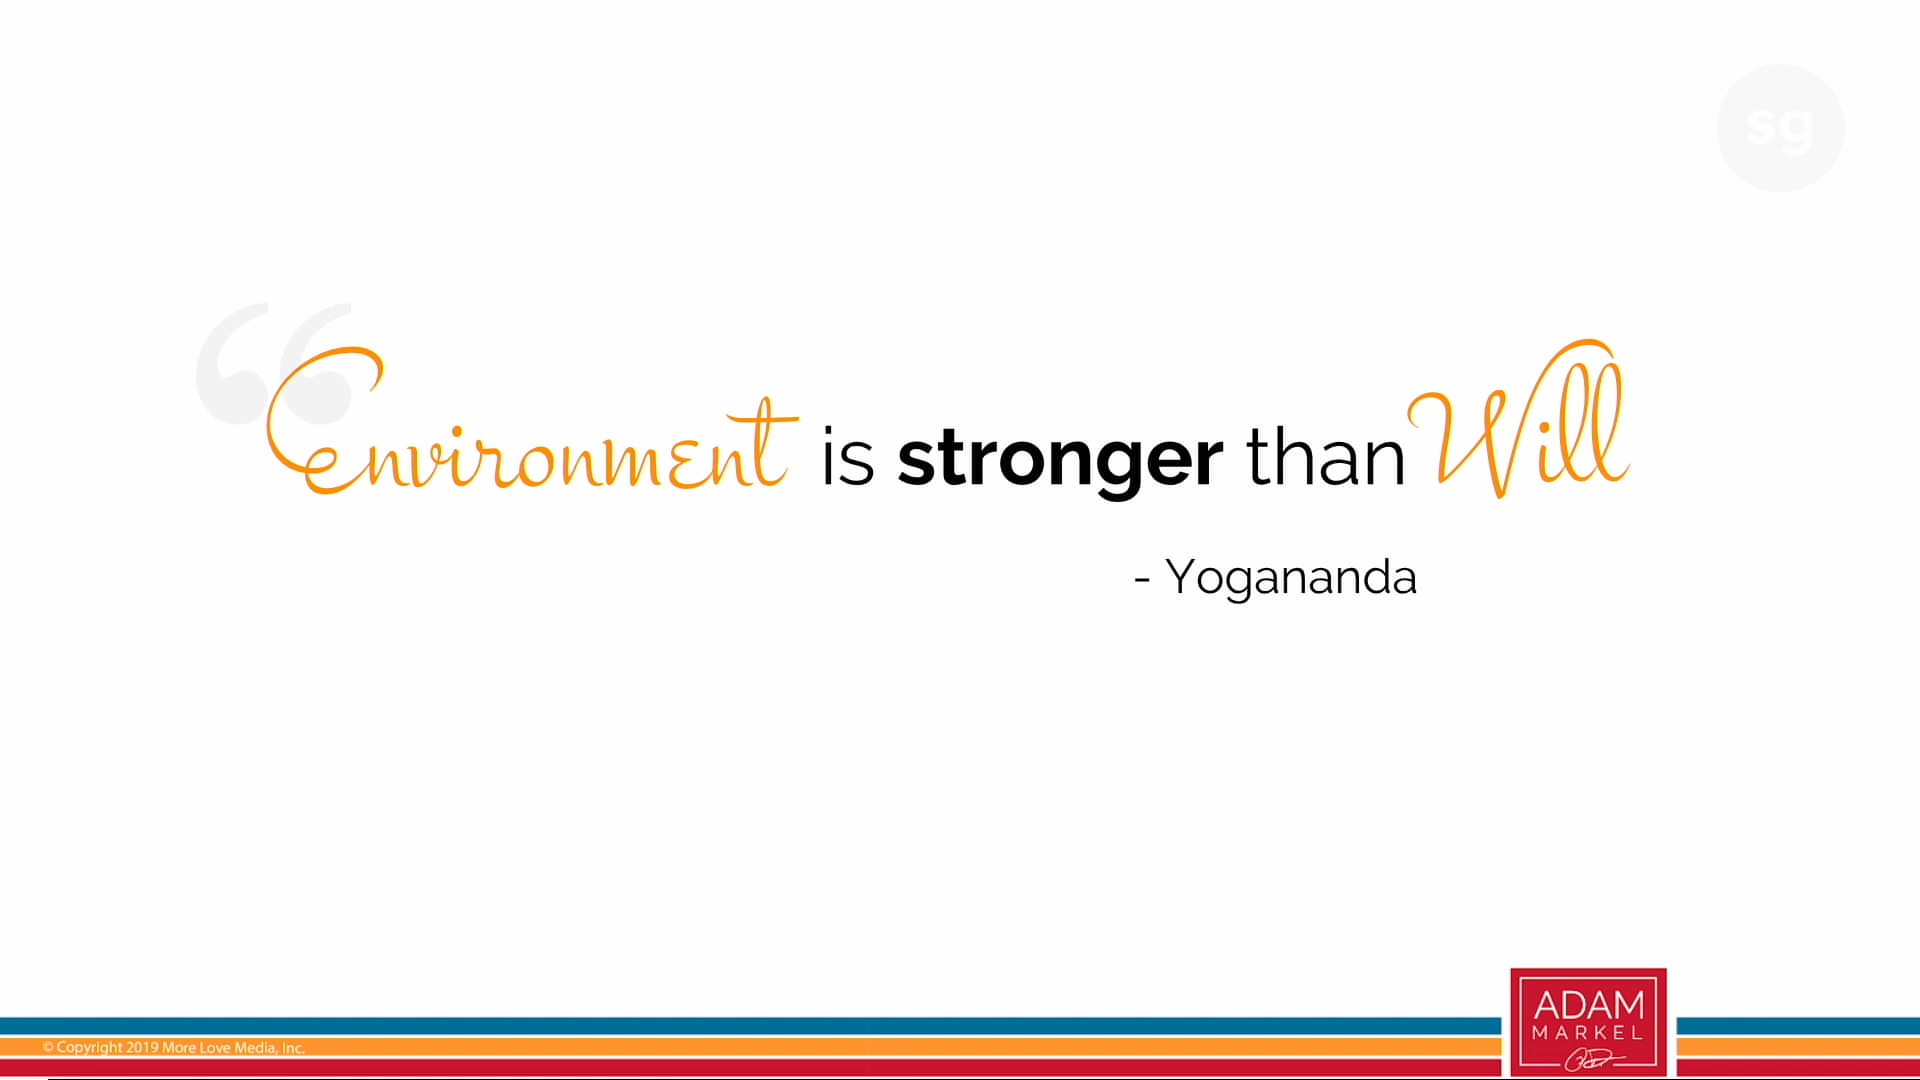 sg
“Environment is stronger than Will
- Yogananda
ADAM
MARKEL
© Copyright 2019 More Love Media, Inc.